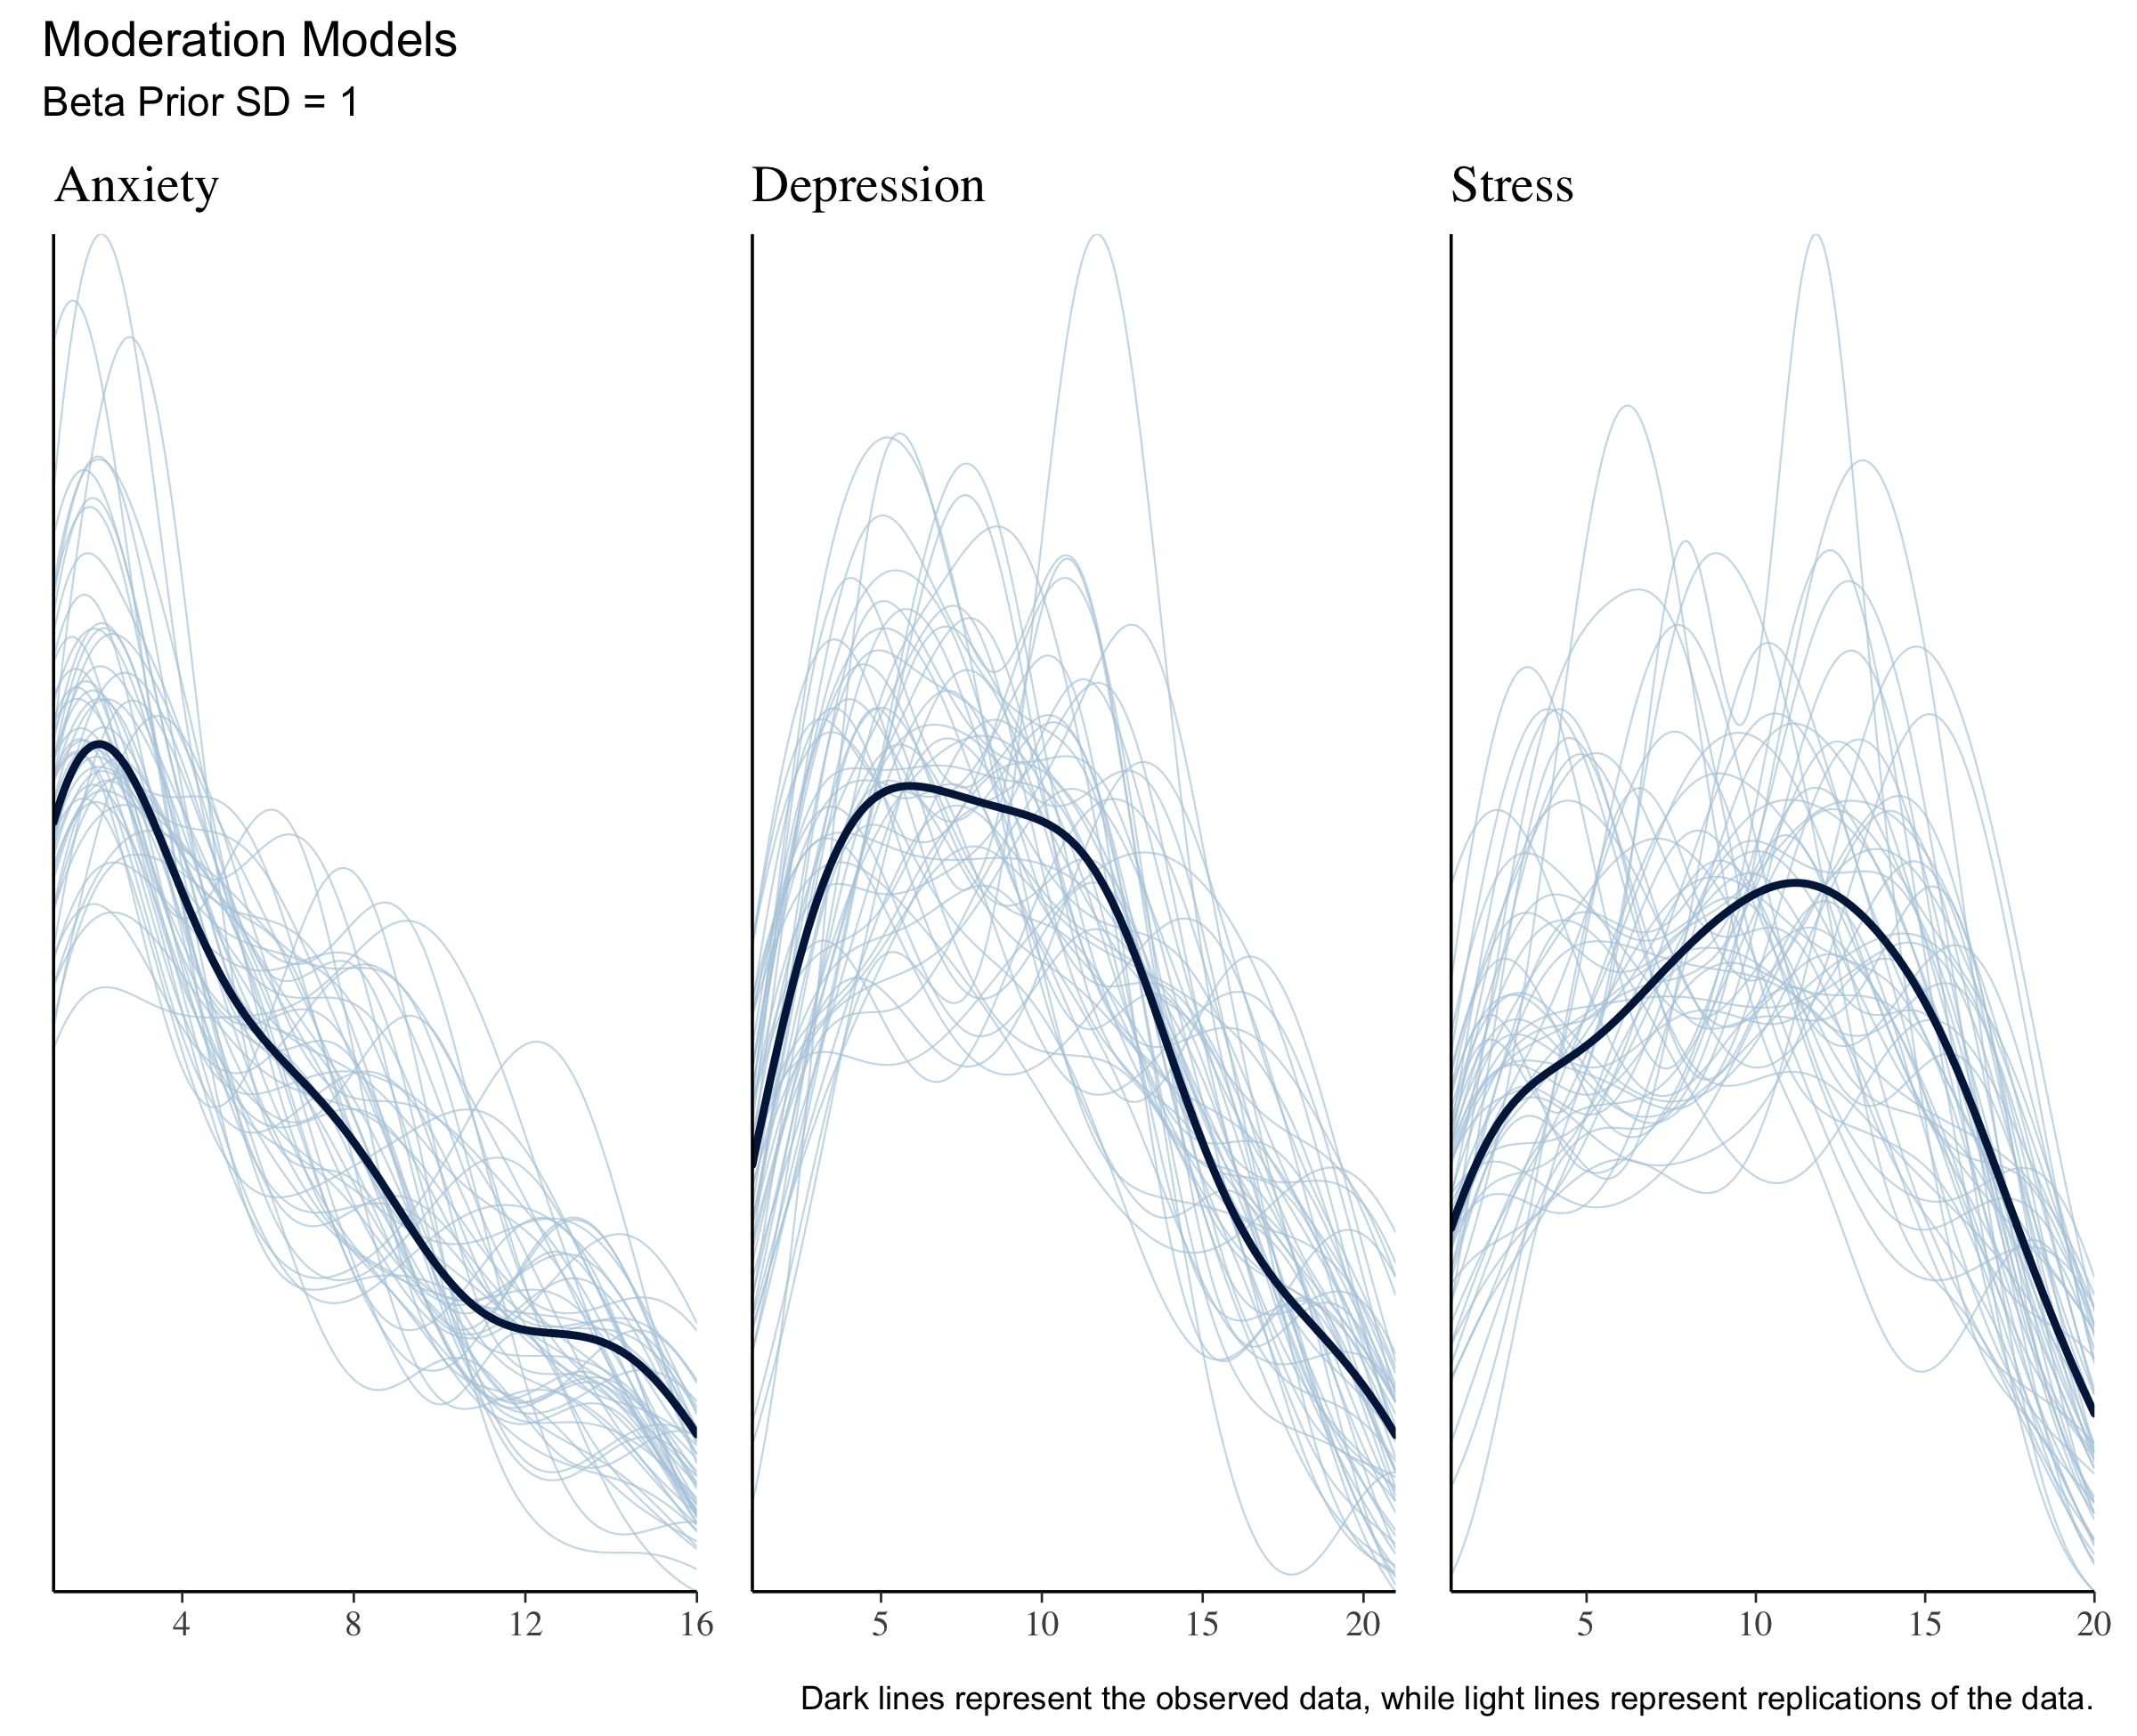 Moderation Models
Beta Prior SD = 1
Anxiety Depression Stress
4 8 12 16 5 10 15 20 5 10 15 20
Dark lines represent the observed data, while light lines represent replications of the data.